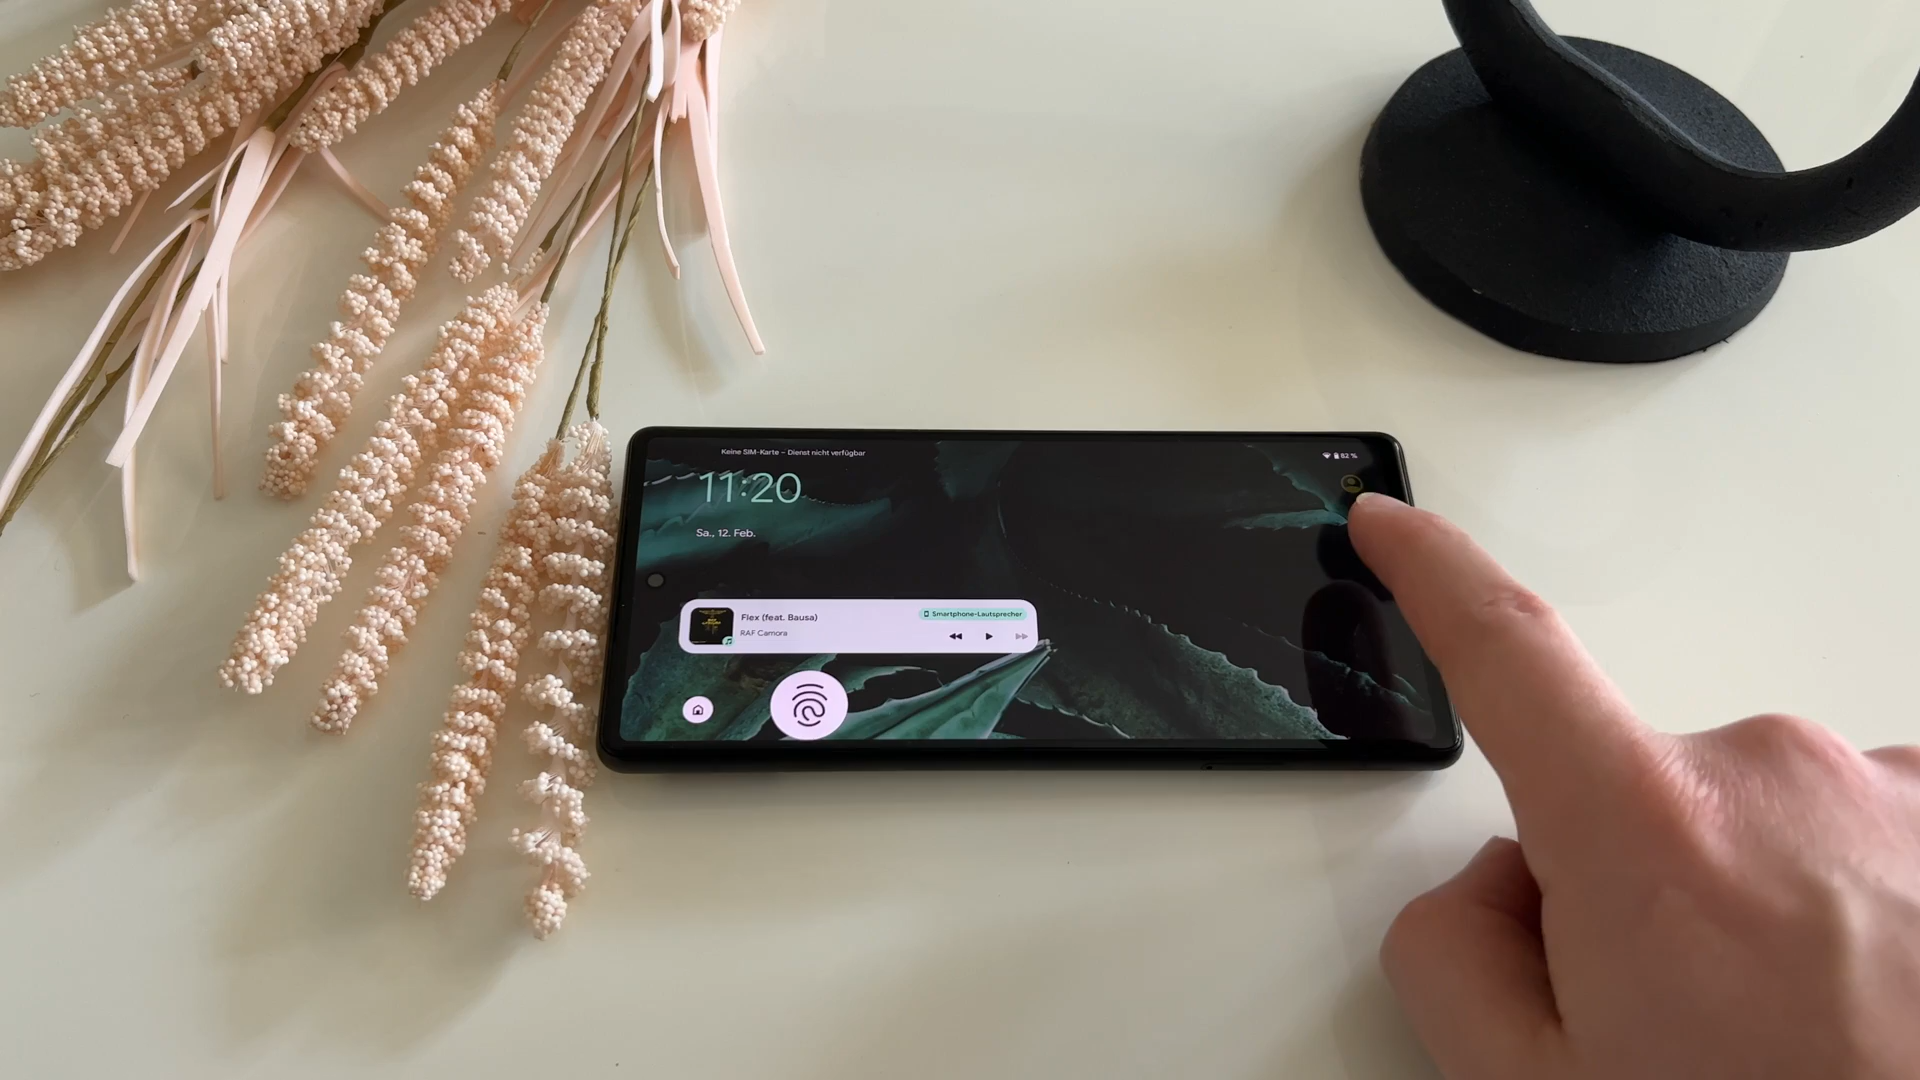 Keine SIM-Karte – Dienst nicht verfügbar
82 %
11:20
Sa., 12. Feb.
Flex (feat. Bausa)
Smartphone-Lautsprecher
RAF Camora